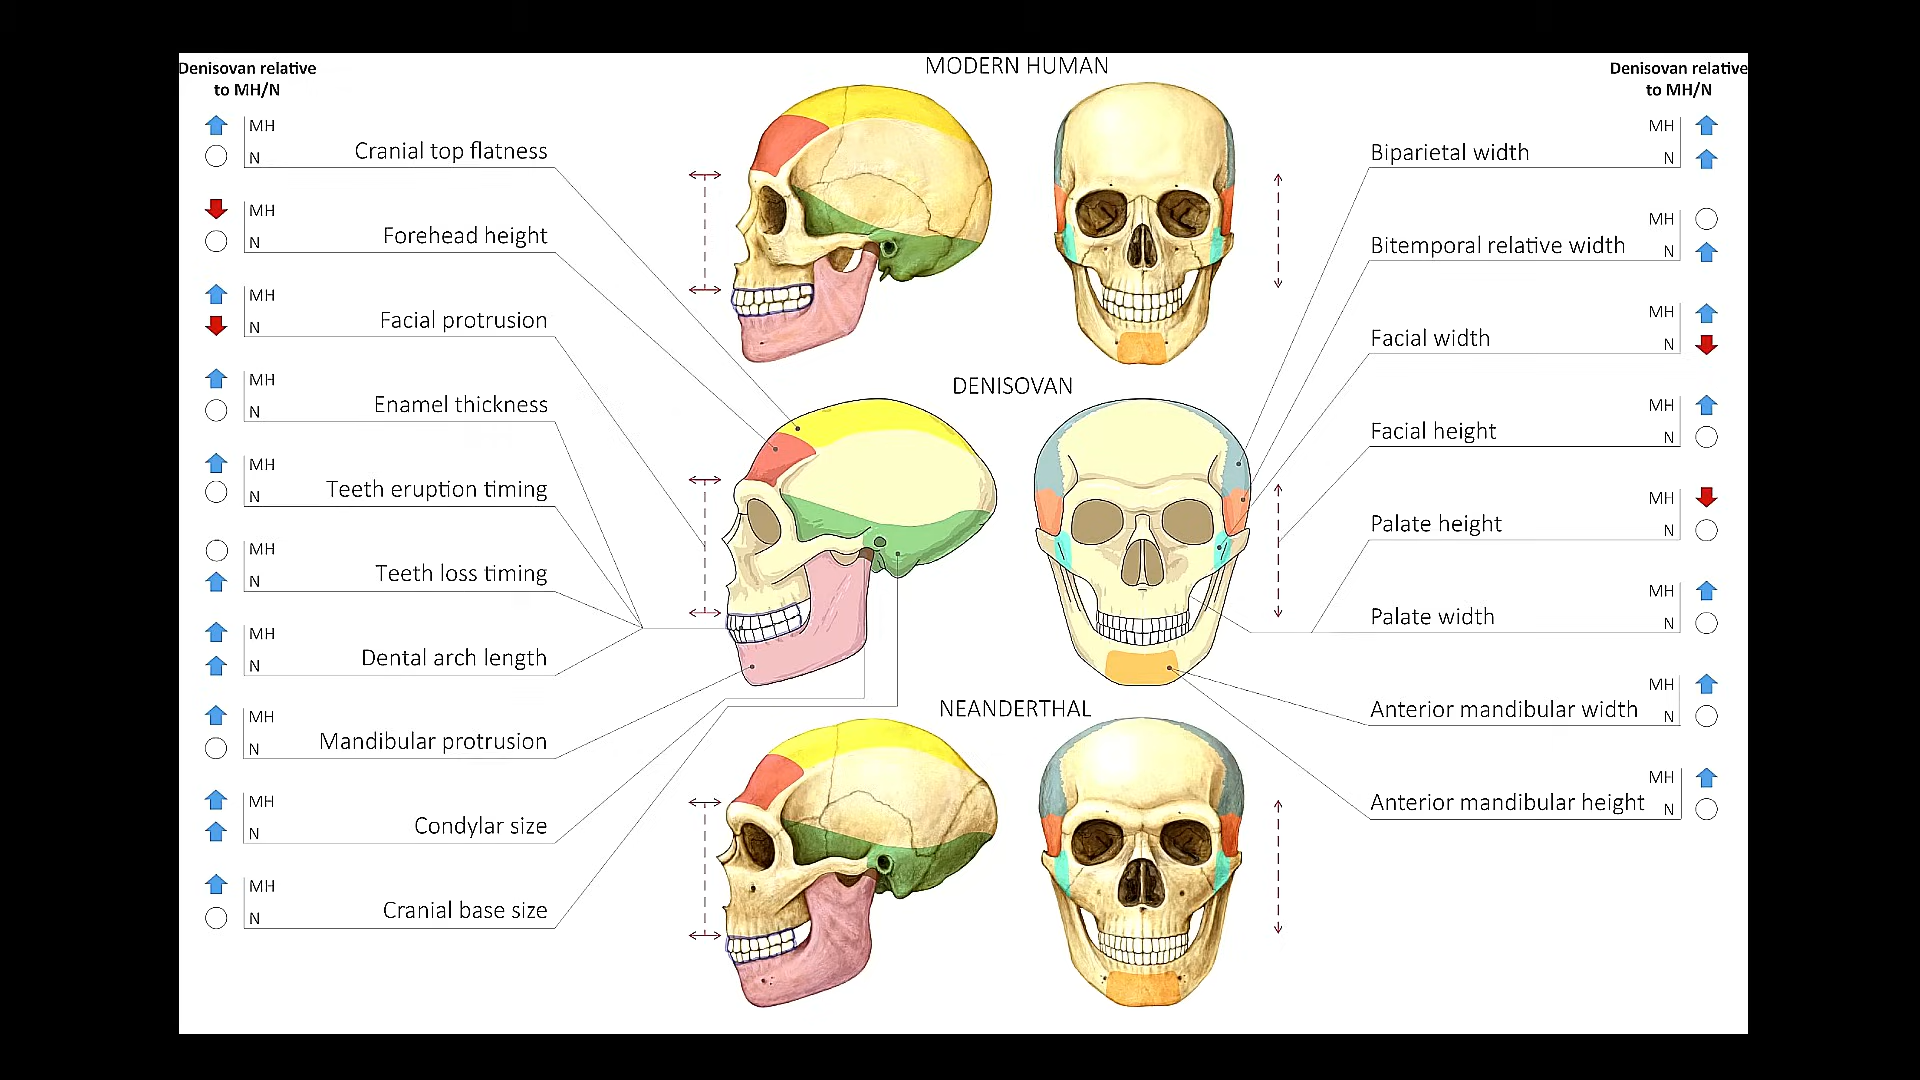 Denisovan relative
to MH/N
MH
N
Cranial top flatness
MH
N
Forehead height
MH
N
Facial protrusion
MH
N
Enamel thickness
MH
N
Teeth eruption timing
MH
N
Teeth loss timing
MH
N
Dental arch length
MH
N
Mandibular protrusion
MH
N
Condylar size
MH
N
Cranial base size
MODERN HUMAN
DENISOVAN
NEANDERTHAL
Denisovan relative
to MH/N
MH
Biparietal width
N
MH
Bitemporal relative width
N
MH
Facial width
N
MH
Facial height
N
MH
Palate height
N
MH
Palate width
N
MH
Anterior mandibular width
N
MH
Anterior mandibular height
N